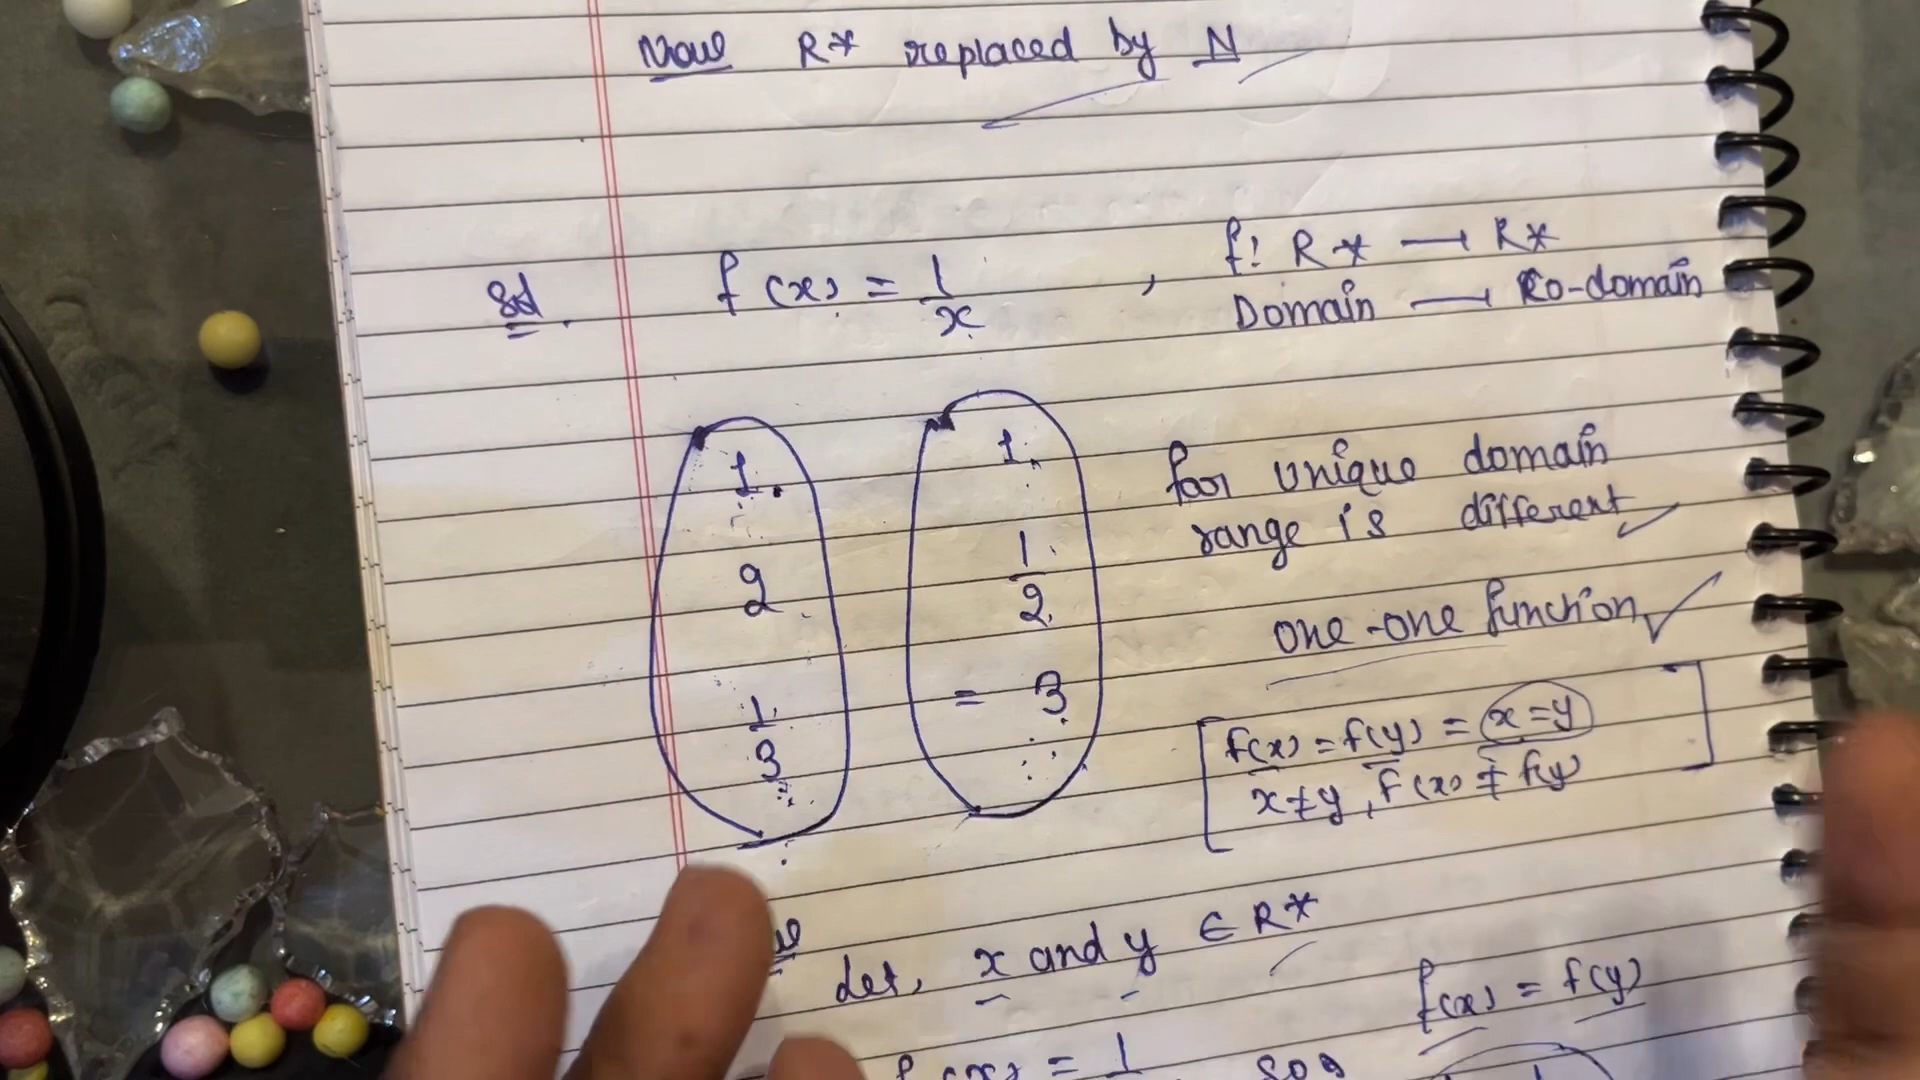 Now R* replaced by N
Sol. f(x) = 1/x , f: R* → R*
Domain → Co-domain
1. 1.
2 1/2
1/3 = 3
for unique domain
range is different
one-one function
f(x) = f(y) = x=y
x≠y, f(x) ≠ f(y)
Let, x and y ∈ R*
f(x) = f(y)
f(x) = 1